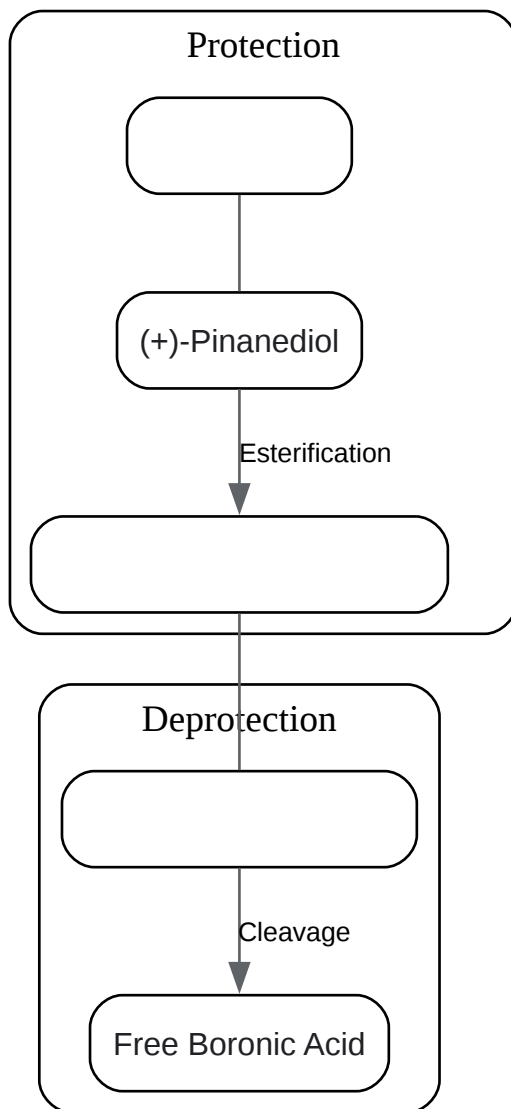 Protection
(+)-Pinanediol
Esterification
Deprotection
Cleavage
Free Boronic Acid